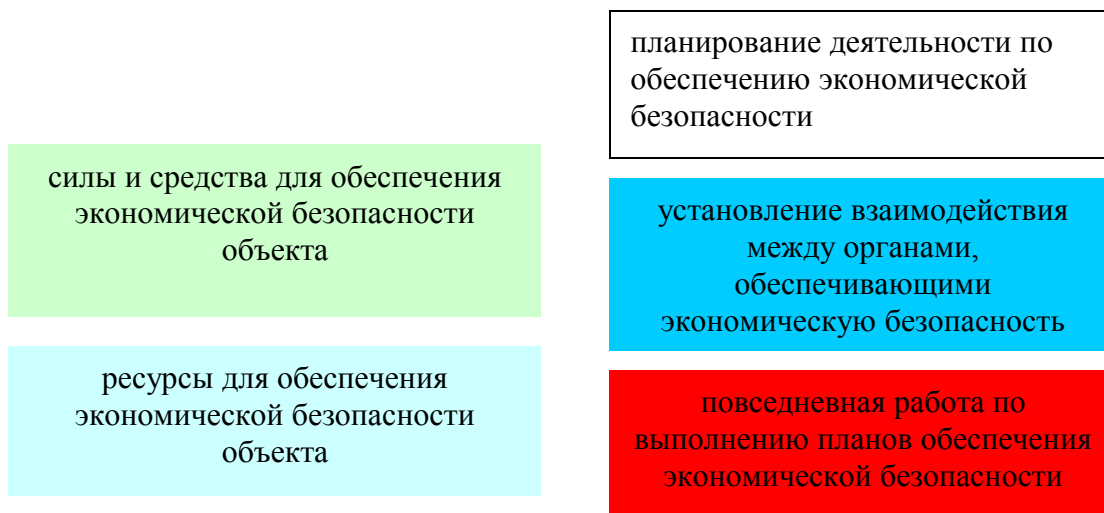 планирование деятельности по
обеспечению экономической
безопасности
силы и средства для обеспечения
экономической безопасности
объекта
установление взаимодействия
между органами,
обеспечивающими
экономическую безопасность
ресурсы для обеспечения
экономической безопасности
объекта
повседневная работа по
выполнению планов обеспечения
экономической безопасности